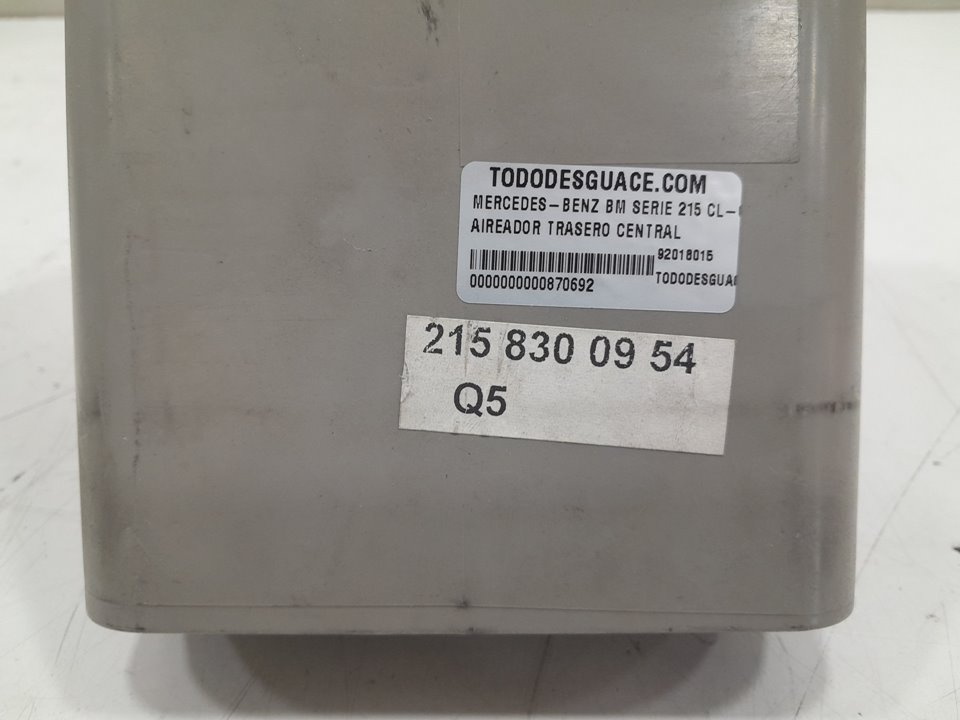 TODODESGUACE.COM
MERCEDES-BENZ BM SERIE 215 CL-
AIREADOR TRASERO CENTRAL
92018015
0000000000870692
TODODESGUA
215 830 09 54
Q5